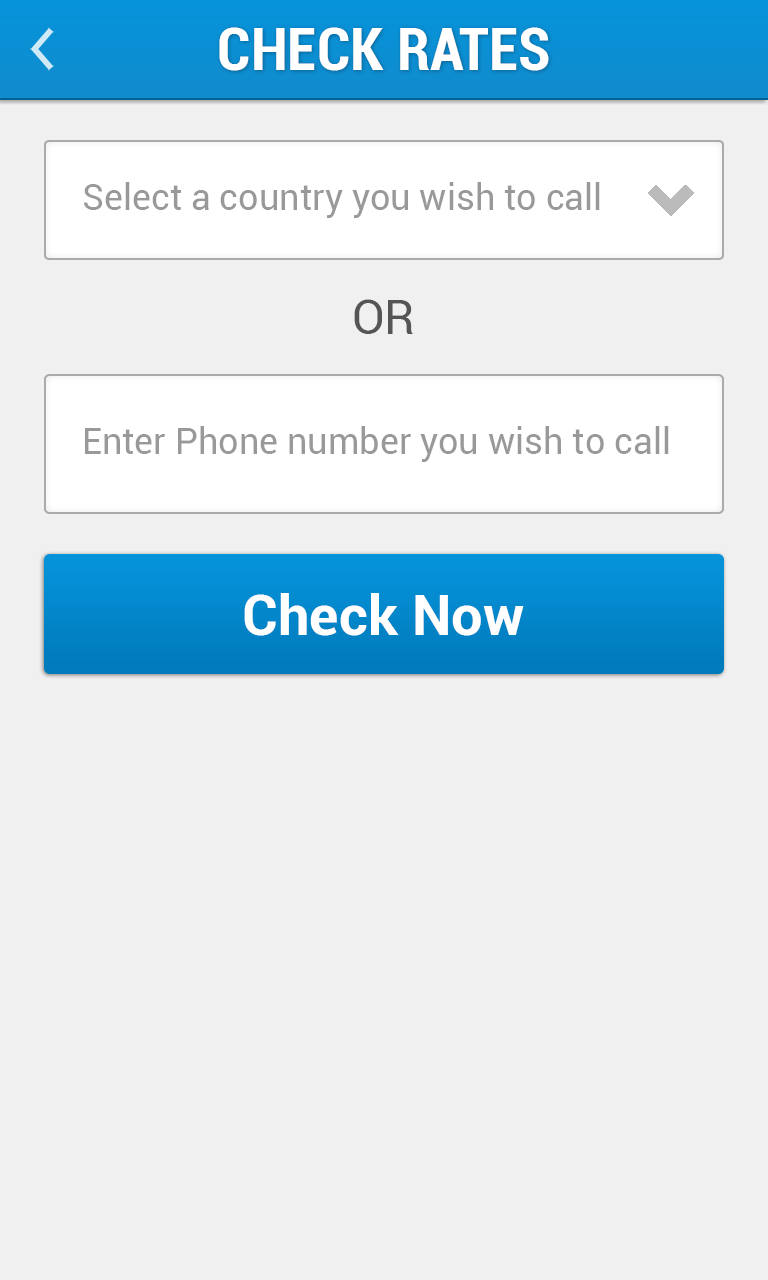 CHECK RATES
Select a country you wish to call
OR
Enter Phone number you wish to call
Check Now